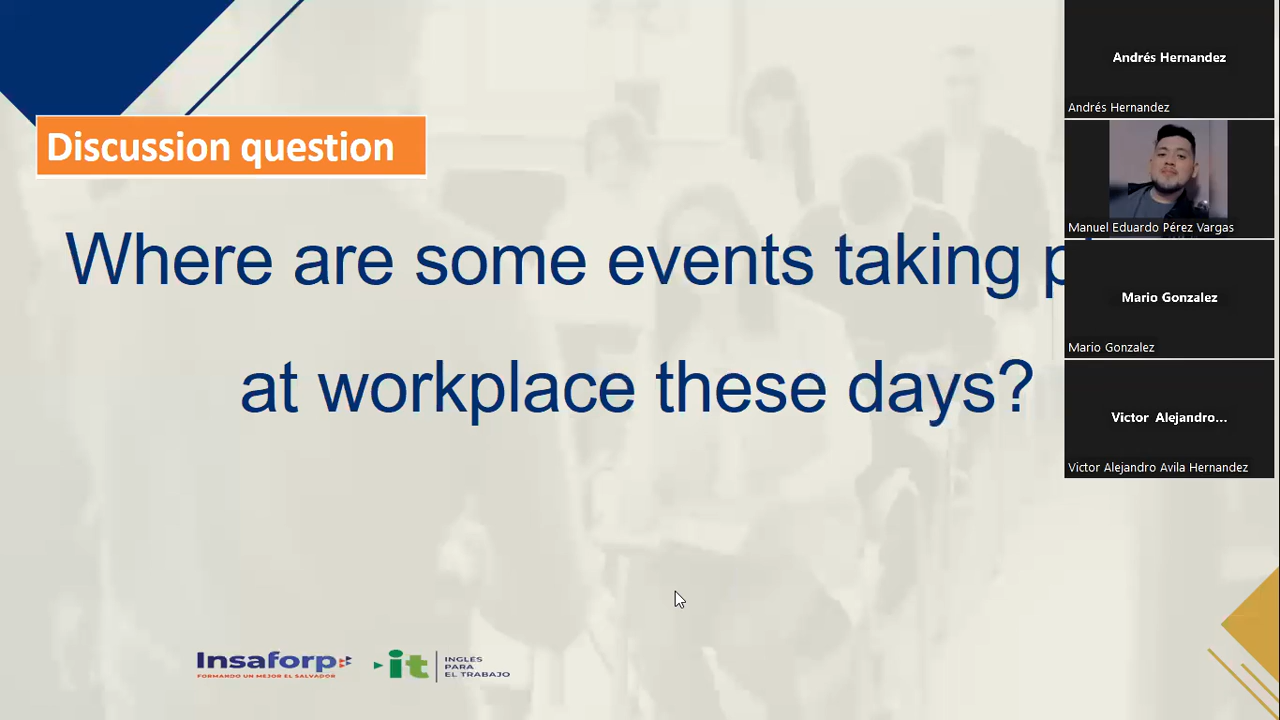 Discussion question
Where are some events taking
at workplace these days?
Insaforp
FORMANDO UN MEJOR EL SALVADOR
it
INGLÉS
PARA
EL TRABAJO
Andrés Hernandez
Andrés Hernandez
Manuel Eduardo Pérez Vargas
Mario Gonzalez
Mario Gonzalez
Victor Alejandro...
Victor Alejandro Avila Hernandez